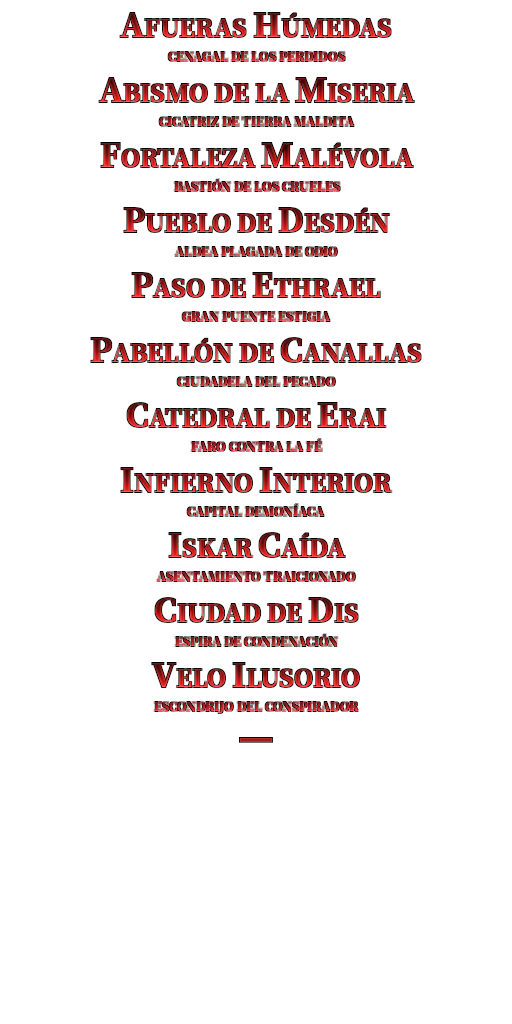 Afueras Húmedas
CENAGAL DE LOS PERDIDOS
Abismo de la Miseria
CICATRIZ DE TIERRA MALDITA
Fortaleza Malévola
BASTIÓN DE LOS CRUELES
Pueblo de Desdén
ALDEA PLAGADA DE ODIO
Paso de Ethrael
GRAN PUENTE ESTIGIA
Pabellón de Canallas
CIUDADELA DEL PECADO
Catedral de Erai
FARO CONTRA LA FÉ
Infierno Interior
CAPITAL DEMONÍACA
Iskar Caída
ASENTAMIENTO TRAICIONADO
Ciudad de Dis
ESPIRA DE CONDENACIÓN
Velo Ilusorio
ESCONDRIJO DEL CONSPIRADOR
—